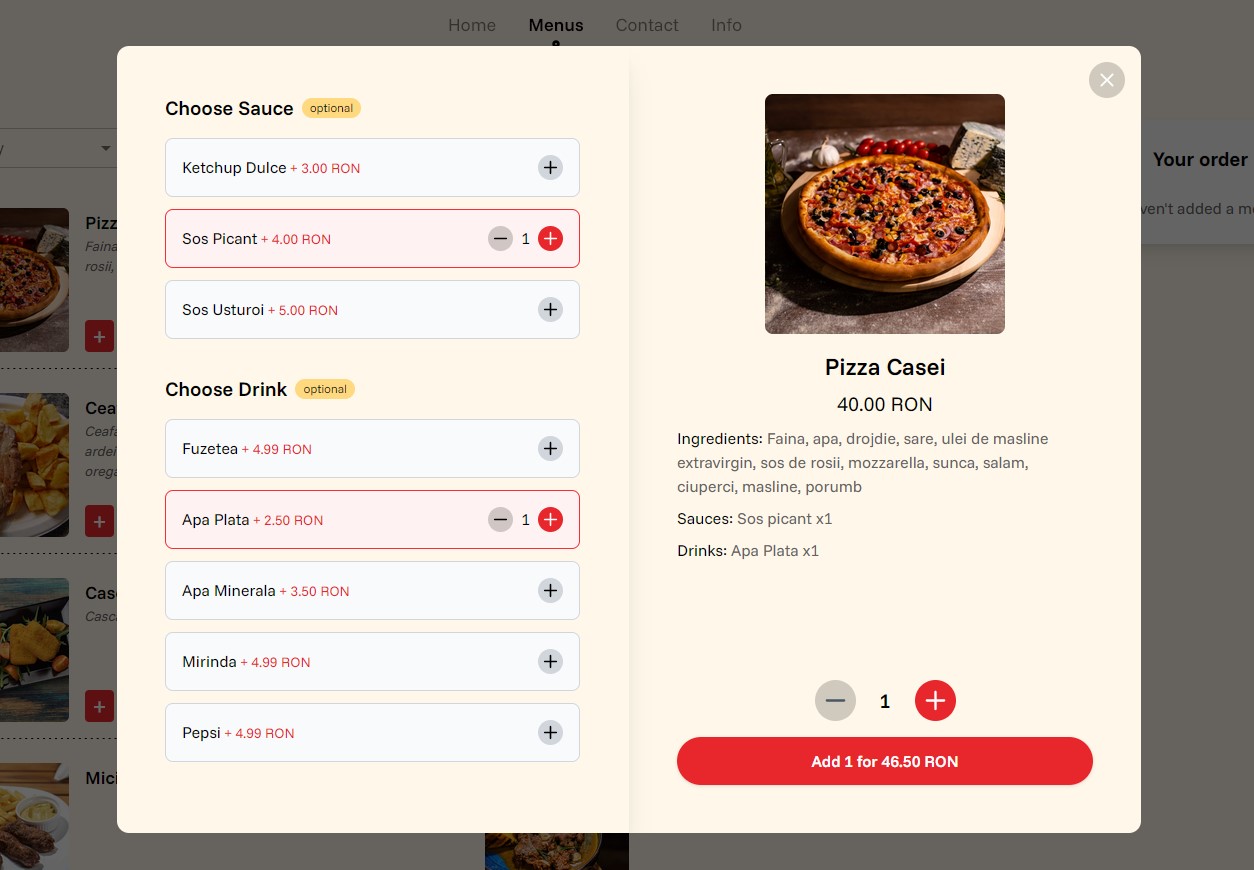 Home Menus Contact Info
Choose Sauce optional
Ketchup Dulce + 3.00 RON
Sos Picant + 4.00 RON 1
Sos Usturoi + 5.00 RON
Choose Drink optional
Fuzetea + 4.99 RON
Apa Plata + 2.50 RON 1
Apa Minerala + 3.50 RON
Mirinda + 4.99 RON
Pepsi + 4.99 RON
Pizza Casei
40.00 RON
Ingredients: Faina, apa, drojdie, sare, ulei de masline
extravirgin, sos de rosii, mozzarella, sunca, salam,
ciuperci, masline, porumb
Sauces: Sos picant x1
Drinks: Apa Plata x1
1
Add 1 for 46.50 RON
Your order
ven't added a m
Pizz
Faina
rosii,
Cea
Ceafa
ardei
orega
Casc
Casca
Mici